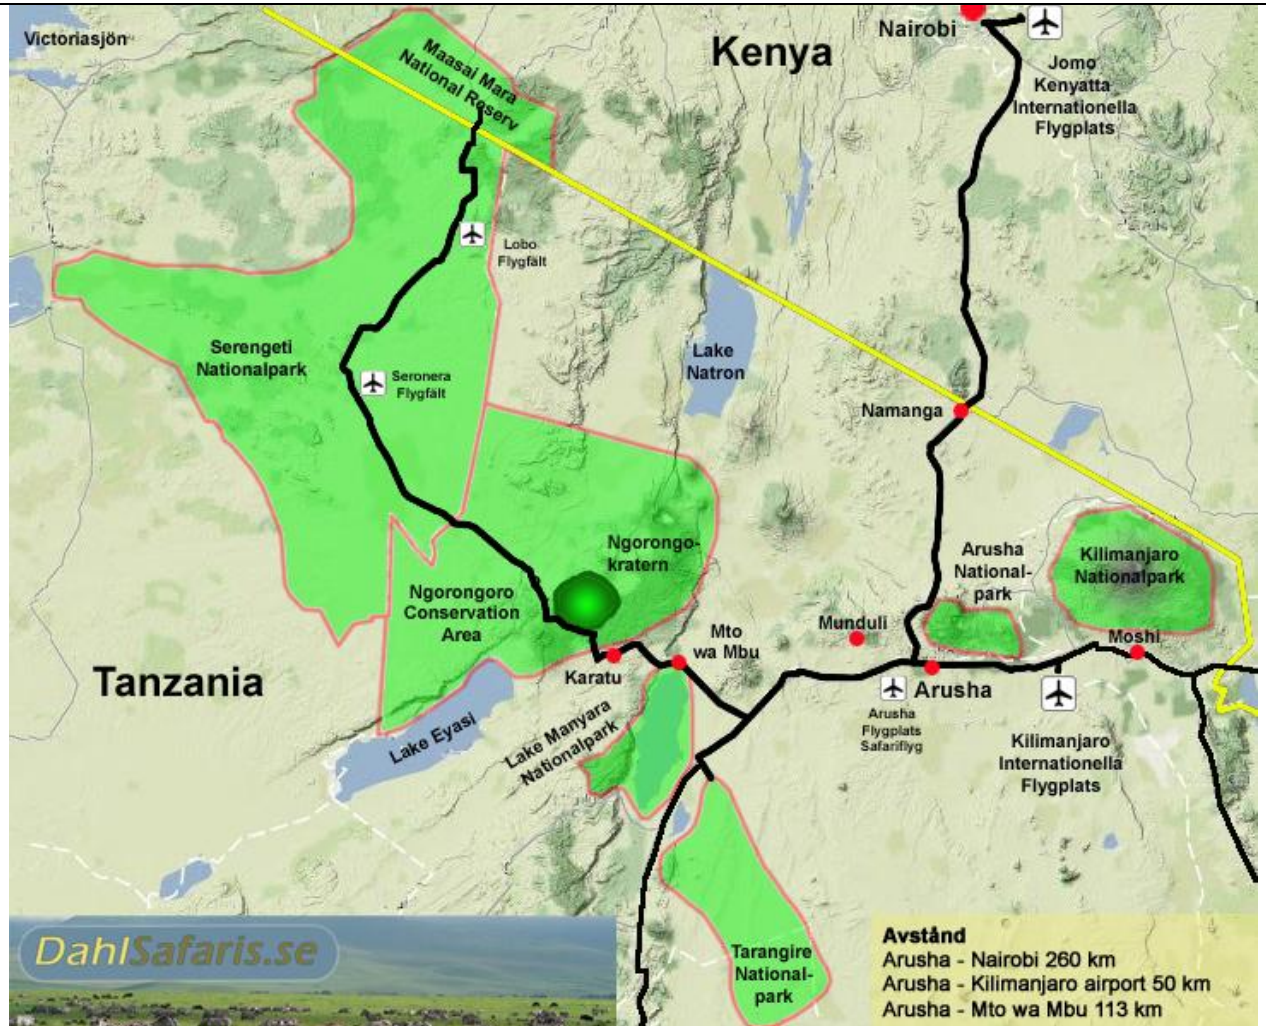 Victoriasjön
Maasai Mara
National Reserv
Kenya
Nairobi
Jomo
Kenyatta
Internationella
Flygplats
Lobo
Flygfält
Serengeti
Nationalpark
Seronera
Flygfält
Lake
Natron
Namanga
Ngorongo-
kratern
Arusha
National-
park
Kilimanjaro
Nationalpark
Ngorongoro
Conservation
Area
Munduli
Mto
wa Mbu
Moshi
Karatu
Tanzania
Arusha
Arusha
Flygplats
Safariflyg
Lake Eyasi
Lake Manyara
Nationalpark
Kilimanjaro
Internationella
Flygplats
Tarangire
National-
park
DahlSafaris.se
Avstånd
Arusha - Nairobi 260 km
Arusha - Kilimanjaro airport 50 km
Arusha - Mto wa Mbu 113 km